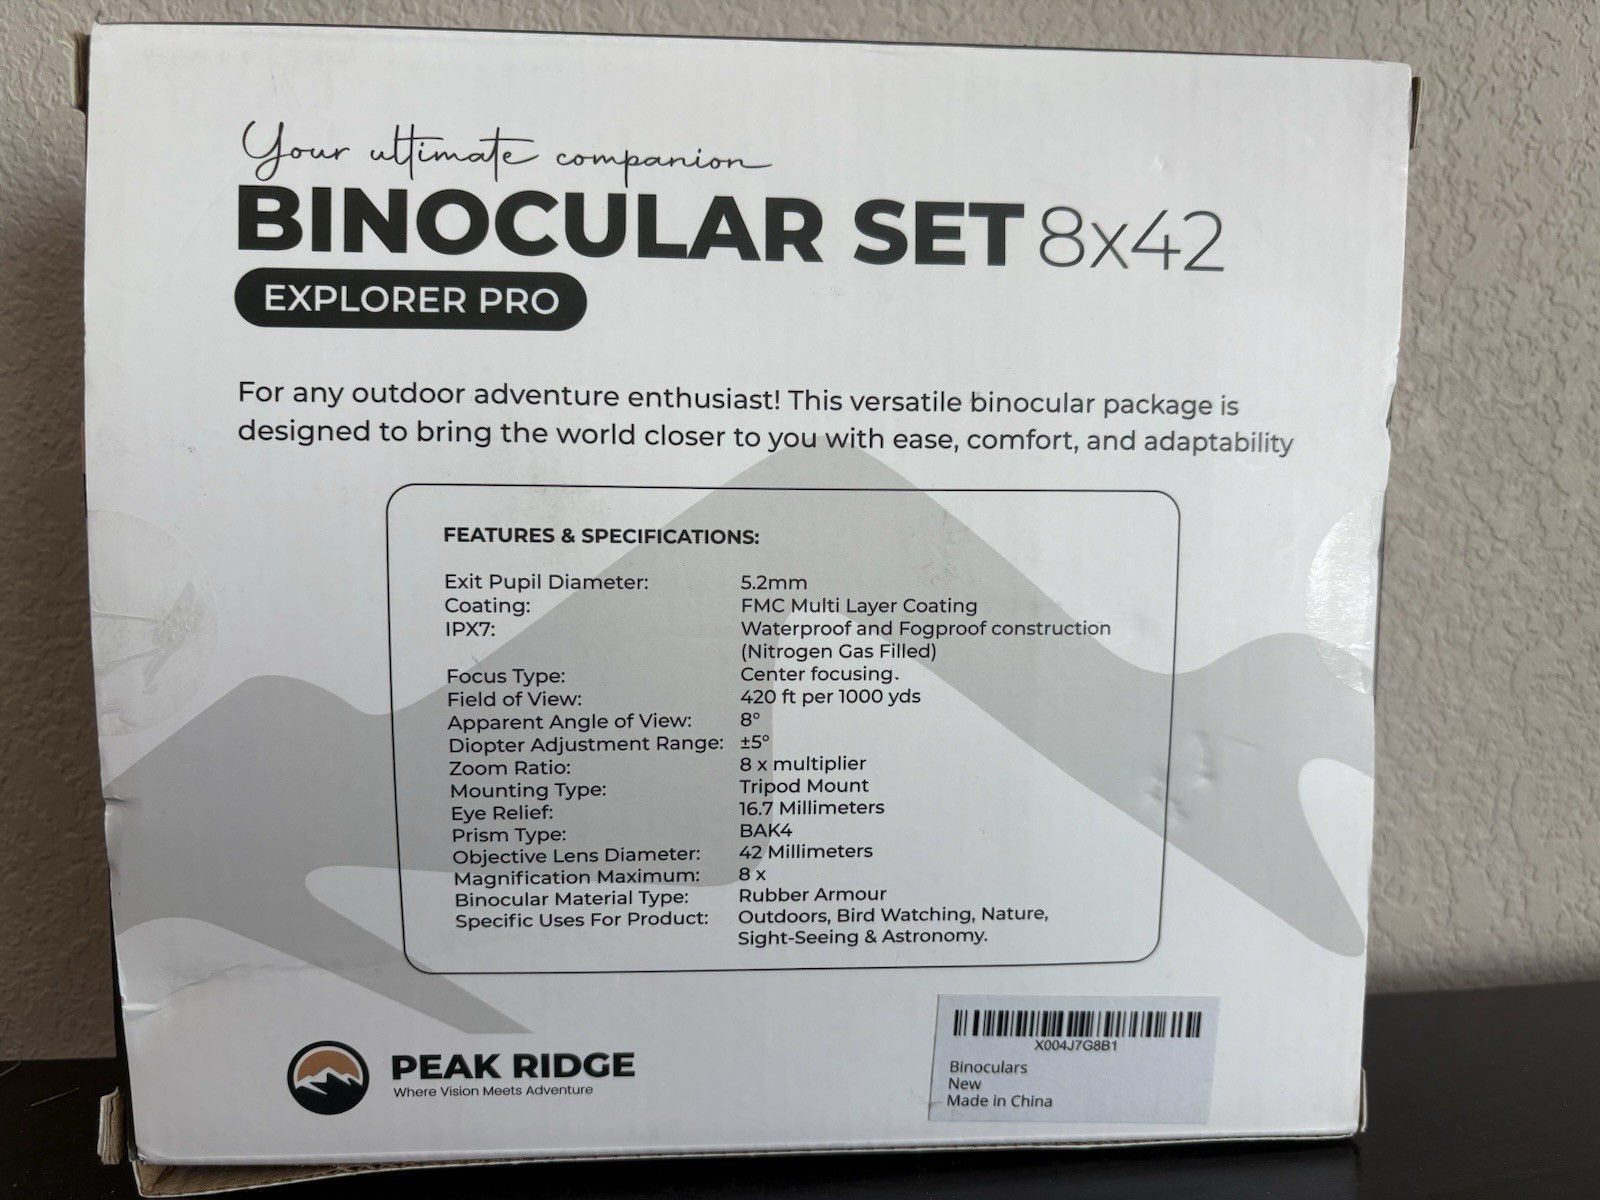 Your ultimate companion
BINOCULAR SET 8x42
EXPLORER PRO
For any outdoor adventure enthusiast! This versatile binocular package is
designed to bring the world closer to you with ease, comfort, and adaptability
FEATURES & SPECIFICATIONS:
Exit Pupil Diameter: 5.2mm
Coating: FMC Multi Layer Coating
IPX7: Waterproof and Fogproof construction
(Nitrogen Gas Filled)
Focus Type: Center focusing.
Field of View: 420 ft per 1000 yds
Apparent Angle of View: 8°
Diopter Adjustment Range: ±5°
Zoom Ratio: 8 x multiplier
Mounting Type: Tripod Mount
Eye Relief: 16.7 Millimeters
Prism Type: BAK4
Objective Lens Diameter: 42 Millimeters
Magnification Maximum: 8 x
Binocular Material Type: Rubber Armour
Specific Uses For Product: Outdoors, Bird Watching, Nature,
Sight-Seeing & Astronomy.
PEAK RIDGE
Where Vision Meets Adventure
X004J7G8B1
Binoculars
New
Made in China